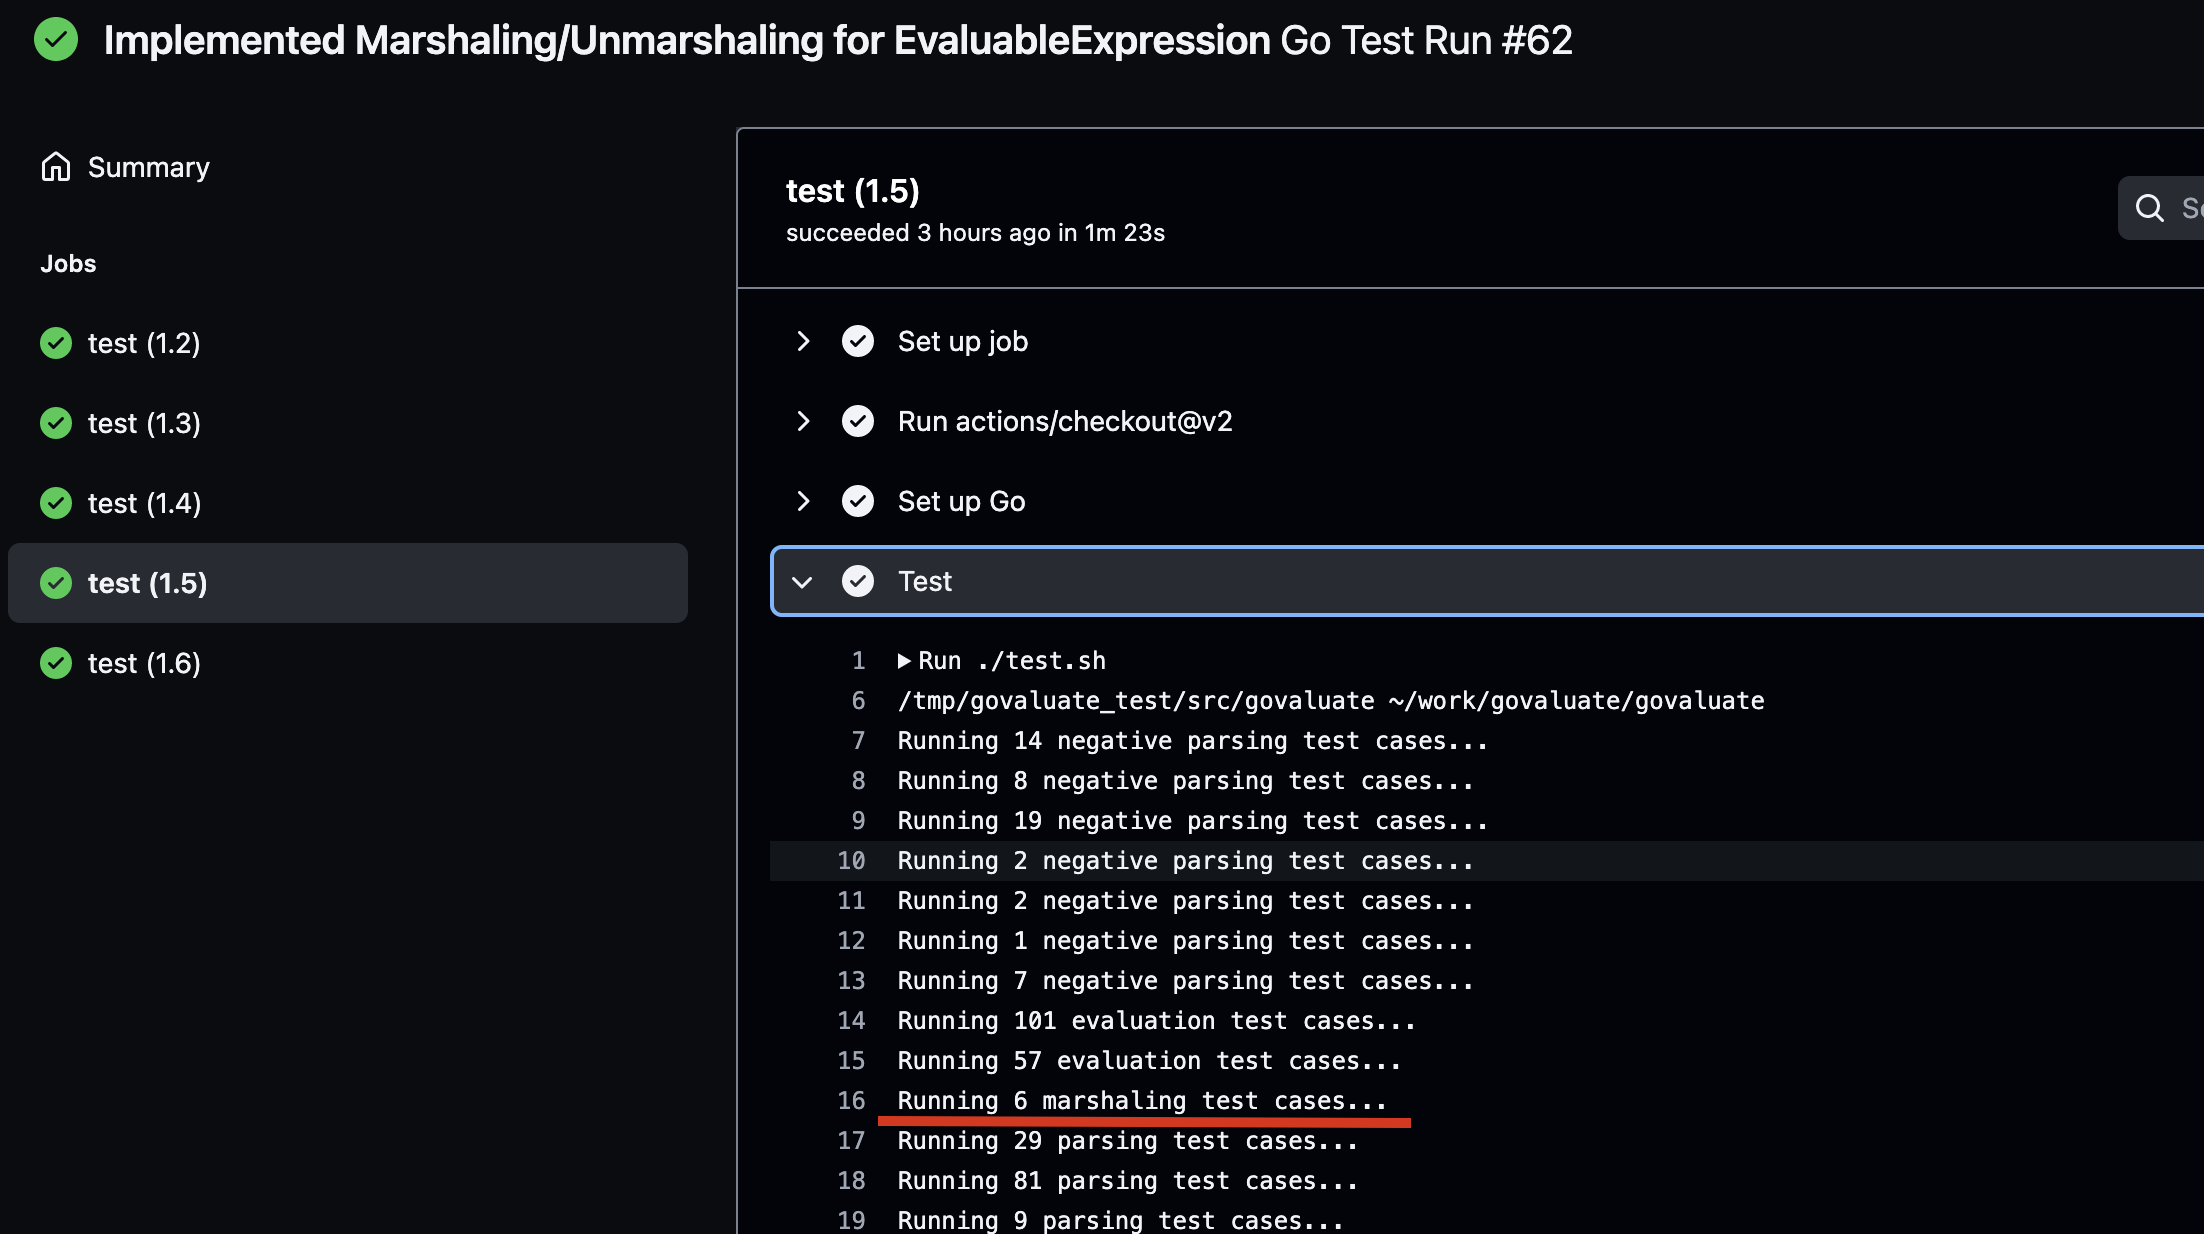 Implemented Marshaling/Unmarshaling for EvaluableExpression Go Test Run #62
Summary
Jobs
test (1.2)
test (1.3)
test (1.4)
test (1.5)
test (1.6)
test (1.5)
succeeded 3 hours ago in 1m 23s
Set up job
Run actions/checkout@v2
Set up Go
Test
1 Run ./test.sh
6 /tmp/govaluate_test/src/govaluate ~/work/govaluate/govaluate
7 Running 14 negative parsing test cases...
8 Running 8 negative parsing test cases...
9 Running 19 negative parsing test cases...
10 Running 2 negative parsing test cases...
11 Running 2 negative parsing test cases...
12 Running 1 negative parsing test cases...
13 Running 7 negative parsing test cases...
14 Running 101 evaluation test cases...
15 Running 57 evaluation test cases...
16 Running 6 marshaling test cases...
17 Running 29 parsing test cases...
18 Running 81 parsing test cases...
19 Running 9 parsing test cases...